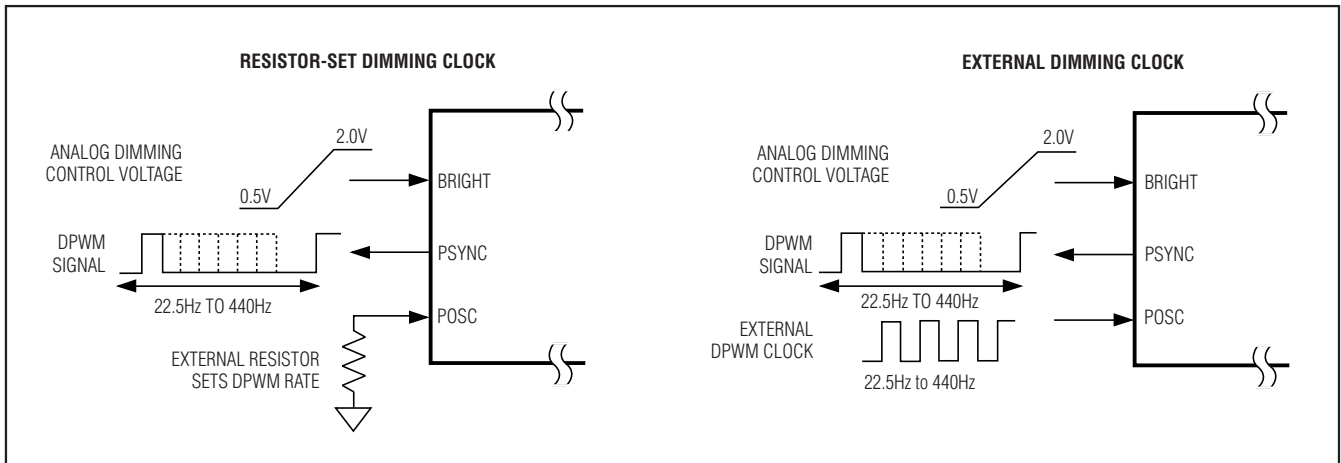 RESISTOR-SET DIMMING CLOCK
ANALOG DIMMING
CONTROL VOLTAGE
0.5V
2.0V
BRIGHT
DPWM
SIGNAL
PSYNC
22.5Hz TO 440Hz
POSC
EXTERNAL RESISTOR
SETS DPWM RATE
EXTERNAL DIMMING CLOCK
ANALOG DIMMING
CONTROL VOLTAGE
0.5V
2.0V
BRIGHT
DPWM
SIGNAL
PSYNC
22.5Hz TO 440Hz
EXTERNAL
DPWM CLOCK
POSC
22.5Hz to 440Hz